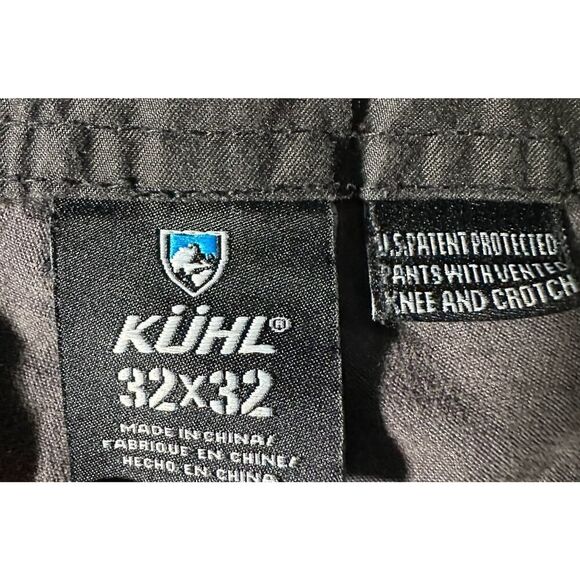 KÜHL®
32X32
MADE IN CHINA/
FABRIQUE EN CHINE/
HECHO EN CHINA
U.S.PATENT PROTECTED
PANTS WITH VENTED
KNEE AND CROTCH